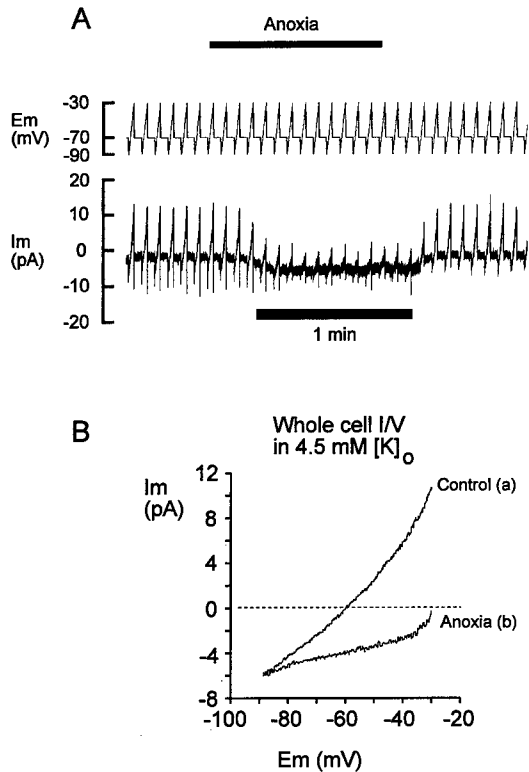 A
Anoxia
Em
(mV)
-30
-70
-90
Im
(pA)
20
10
0
-10
-20
1 min
B
Whole cell I/V
in 4.5 mM [K]o
Im
(pA)
12
8
4
0
-4
-8
Control (a)
Anoxia (b)
-100
-80
-60
-40
-20
Em (mV)